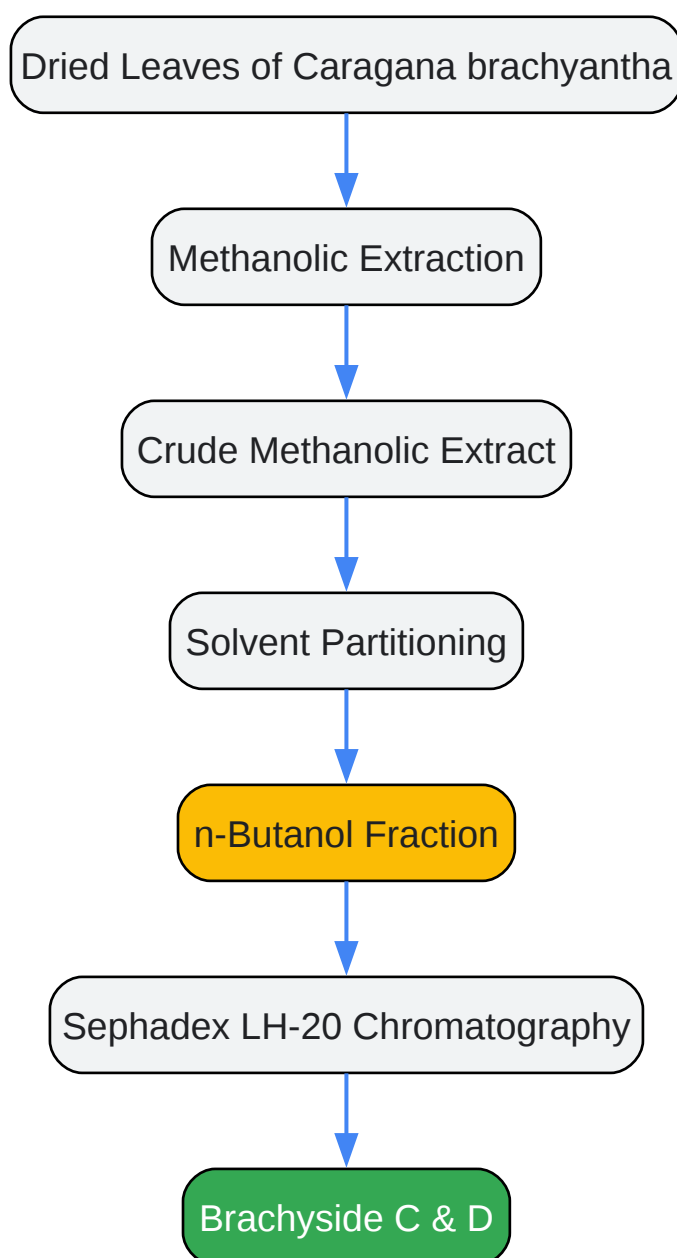 Dried Leaves of Caragana brachyantha
Methanolic Extraction
Crude Methanolic Extract
Solvent Partitioning
n-Butanol Fraction
Sephadex LH-20 Chromatography
Brachyside C & D